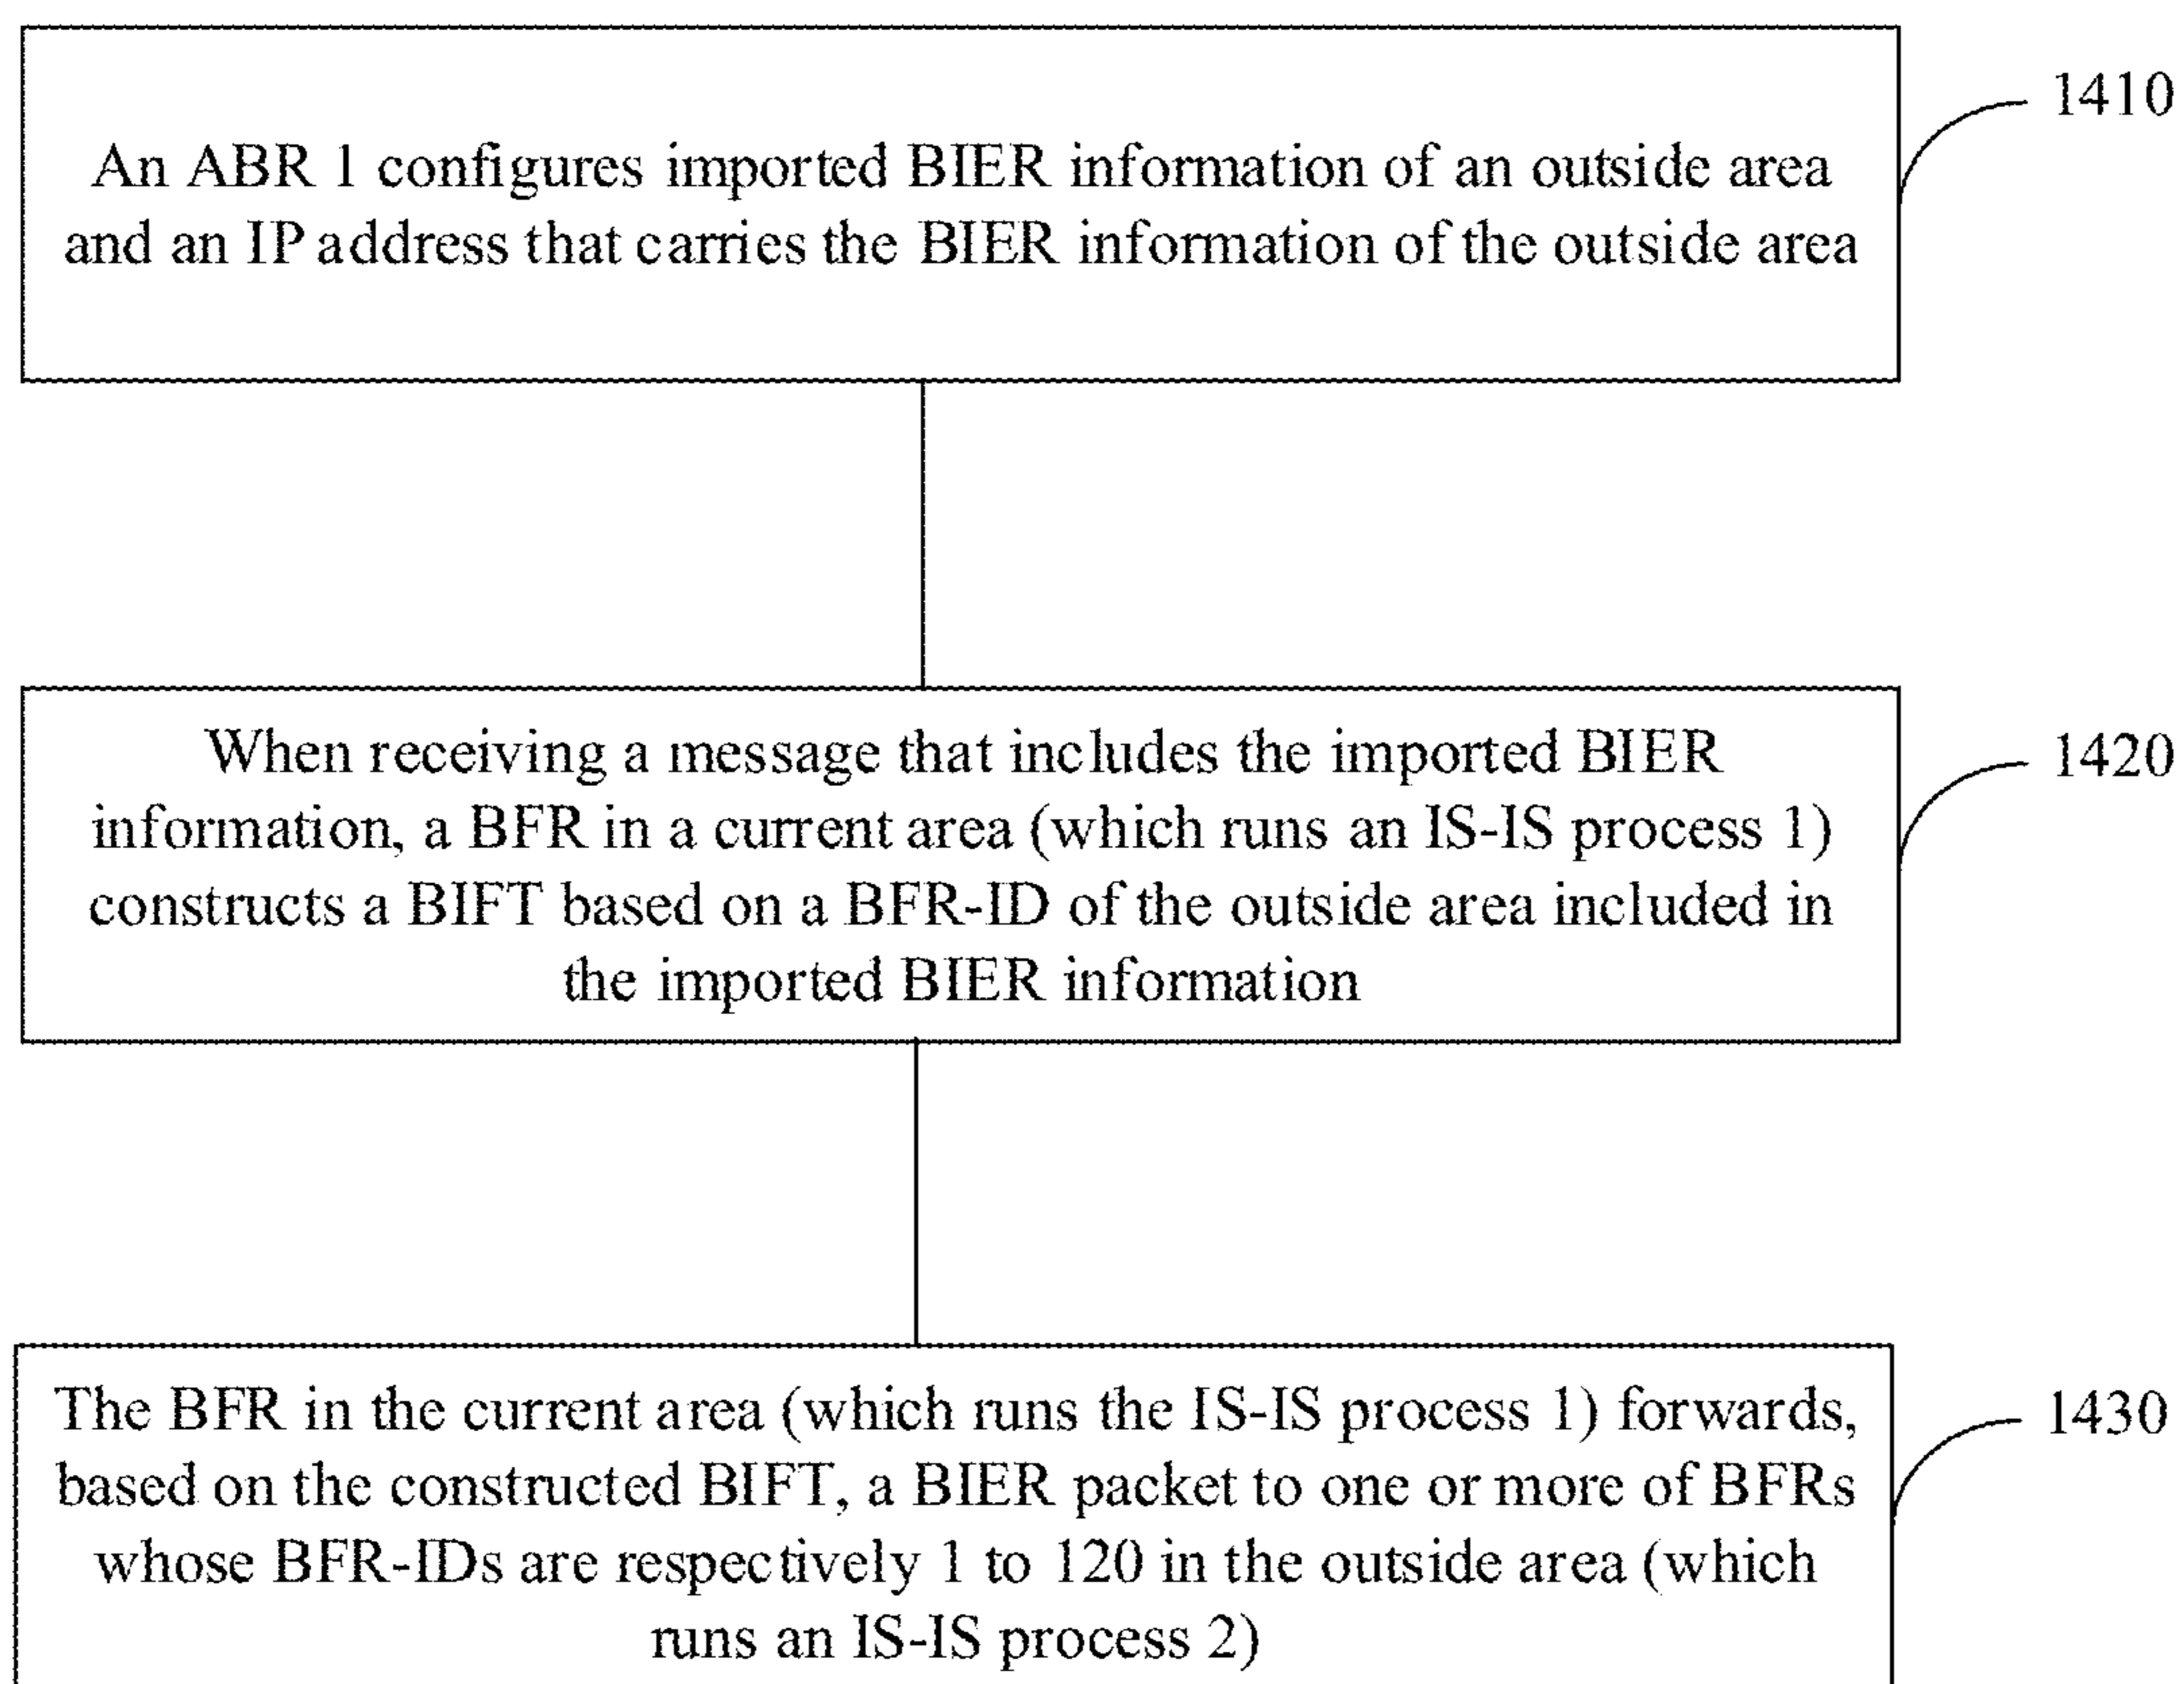 An ABR 1 configures imported BIER information of an outside area
and an IP address that carries the BIER information of the outside area
1410
When receiving a message that includes the imported BIER
information, a BFR in a current area (which runs an IS-IS process 1)
constructs a BIFT based on a BFR-ID of the outside area included in
the imported BIER information
1420
The BFR in the current area (which runs the IS-IS process 1) forwards,
based on the constructed BIFT, a BIER packet to one or more of BFRs
whose BFR-IDs are respectively 1 to 120 in the outside area (which
runs an IS-IS process 2)
1430